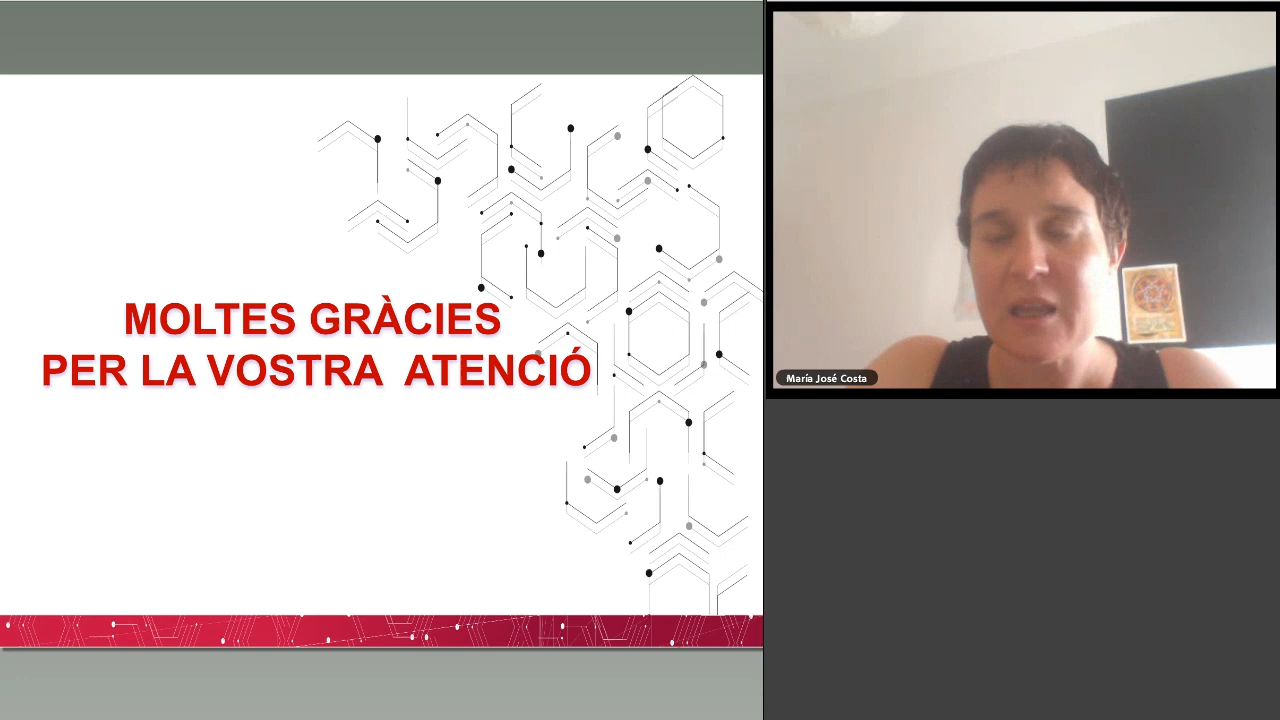 MOLTES GRÀCIES
PER LA VOSTRA ATENCIÓ
María José Costa